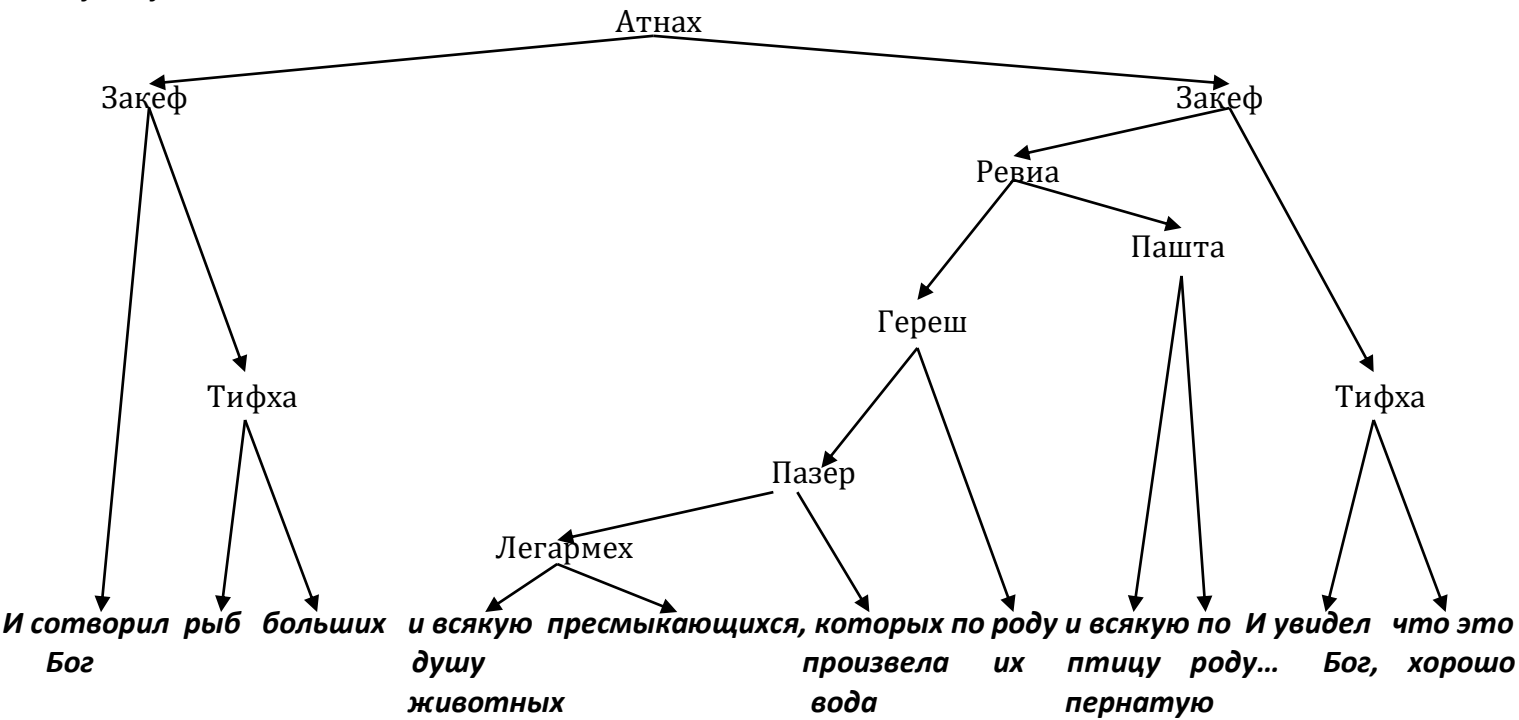 Атнах
Закеф Закеф
Ревиа
Пашта
Гереш
Тифха Тифха
Пазер
Легармех
И сотворил рыб больших и всякую пресмыкающихся, которых по роду и всякую по И увидел что это
Бог душу произвела их птицу роду... Бог, хорошо
животных вода пернатую